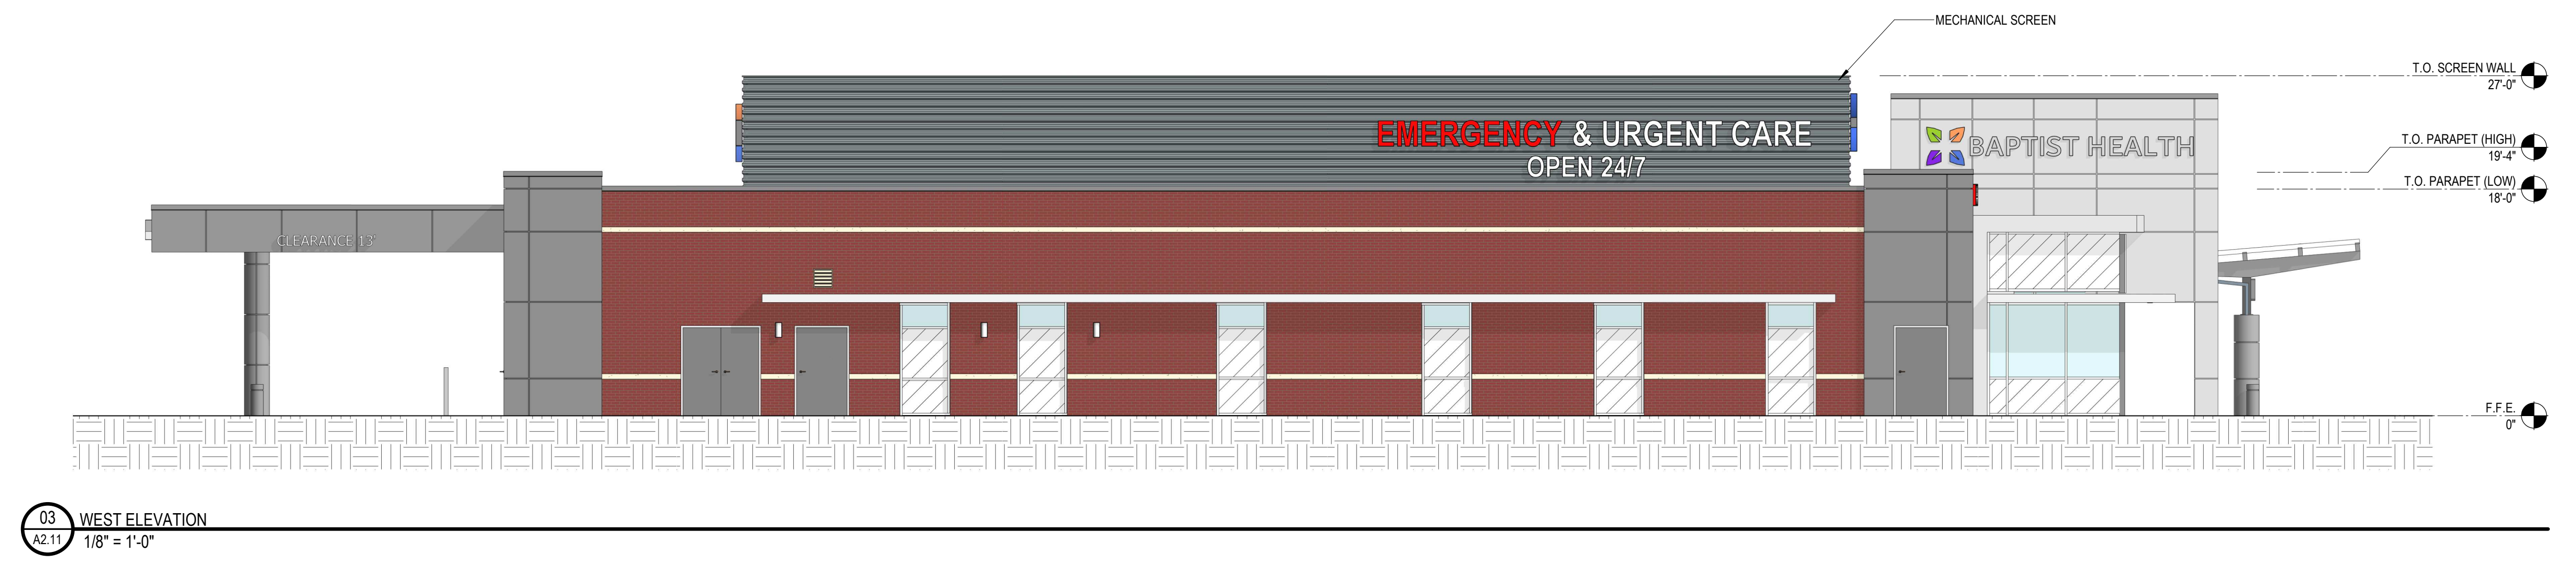 MECHANICAL SCREEN
T.O. SCREEN WALL
27'-0"
EMERGENCY & URGENT CARE
OPEN 24/7
BAPTIST HEALTH
T.O. PARAPET (HIGH)
19'-4"
T.O. PARAPET (LOW)
18'-0"
CLEARANCE 13'
F.F.E.
0"
03
A2.11
WEST ELEVATION
1/8" = 1'-0"